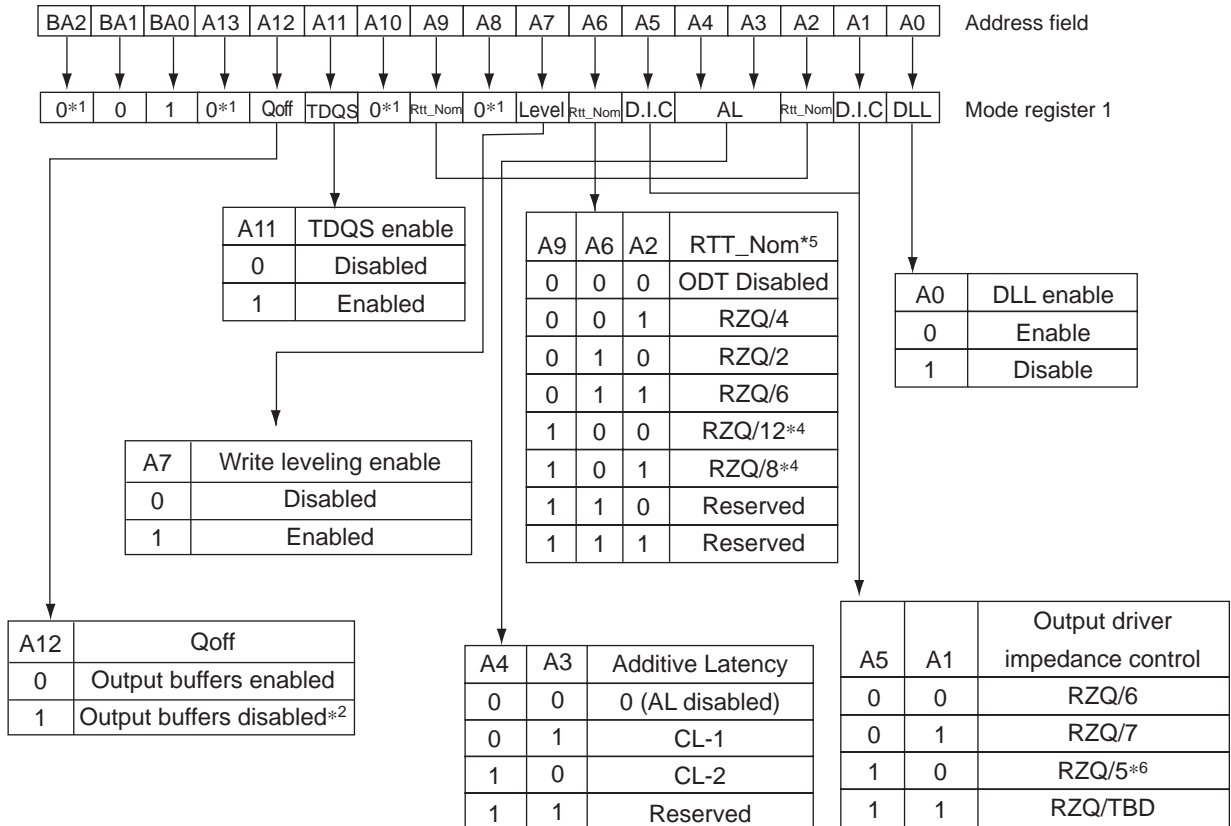 BA2 BA1 BA0 A13 A12 A11 A10 A9 A8 A7 A6 A5 A4 A3 A2 A1 A0 Address field
0*1 0 1 0*1 Qoff TDQS 0*1 Rtt_Nom 0*1 Level Rtt_Nom D.I.C AL Rtt_Nom D.I.C DLL Mode register 1
A11 TDQS enable
0 Disabled
1 Enabled
A9 A6 A2 RTT_Nom*5
0 0 0 ODT Disabled
0 0 1 RZQ/4
0 1 0 RZQ/2
0 1 1 RZQ/6
1 0 0 RZQ/12*4
1 0 1 RZQ/8*4
1 1 0 Reserved
1 1 1 Reserved
A0 DLL enable
0 Enable
1 Disable
A7 Write leveling enable
0 Disabled
1 Enabled
A12 Qoff
0 Output buffers enabled
1 Output buffers disabled*2
A4 A3 Additive Latency
0 0 0 (AL disabled)
0 1 CL-1
1 0 CL-2
1 1 Reserved
Output driver
A5 A1 impedance control
0 0 RZQ/6
0 1 RZQ/7
1 0 RZQ/5*6
1 1 RZQ/TBD